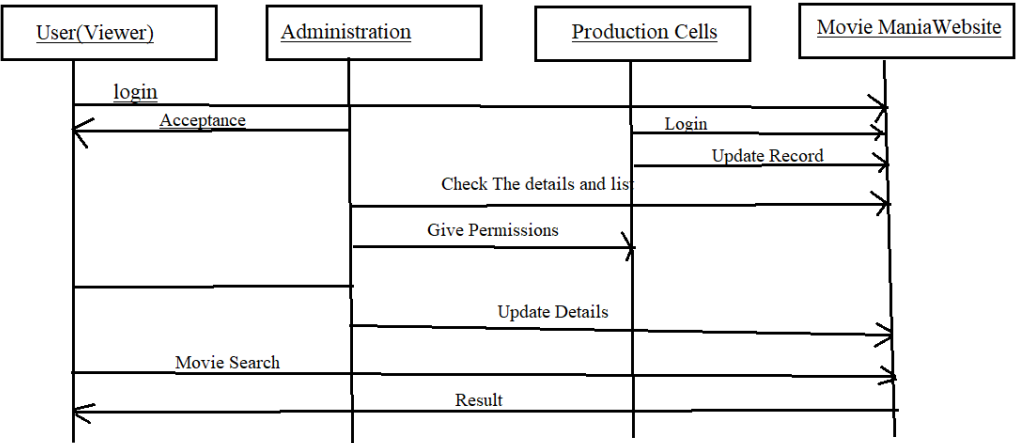 User(Viewer)
Administration
Production Cells
Movie ManiaWebsite
login
Acceptance
Login
Update Record
Check The details and list
Give Permissions
Update Details
Movie Search
Result